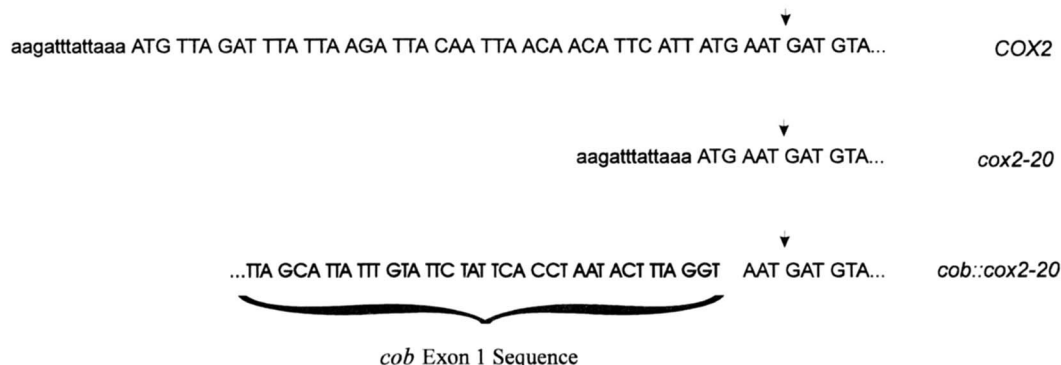 aagatttattaaa ATG TTA GAT TTA TTA AGA TTA CAA TTA ACA ACA TTC ATT ATG AAT GAT GTA... COX2
aagatttattaaa ATG AAT GAT GTA... cox2-20
...TTA GCA TTA TTT GTA TTC TAT TCA CCT AAT ACT TTA GGT AAT GAT GTA... cob::cox2-20
cob Exon 1 Sequence